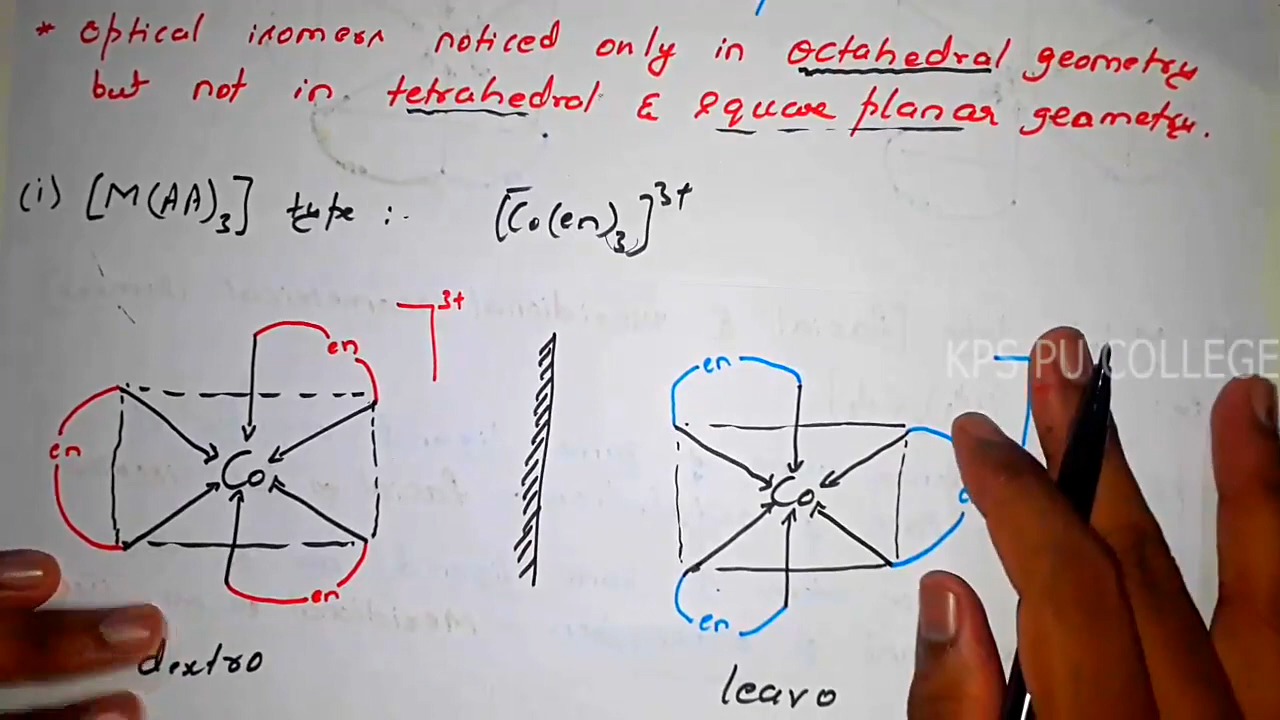 * Optical isomers noticed only in octahedral geometry
but not in tetrahedral & square planar geametry.
(i) [M(AA)3] type :- [Co(en)3]3+
3+
en
en
Co
en
dextro
en
Co
en
leavo
KPS PU COLLEGE